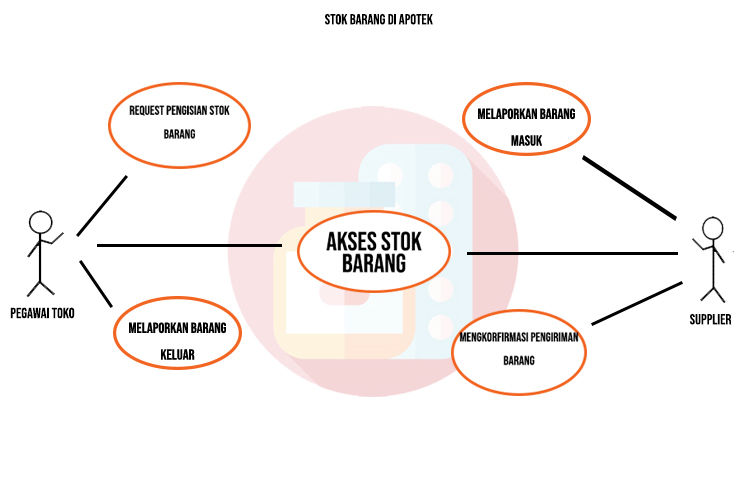 STOK BARANG DI APOTEK
REQUEST PENGISIAN STOK
BARANG
MELAPORKAN BARANG
MASUK
AKSES STOK
BARANG
PEGAWAI TOKO
SUPPLIER
MELAPORKAN BARANG
KELUAR
MENGKORFIRMASI PENGIRIMAN
BARANG